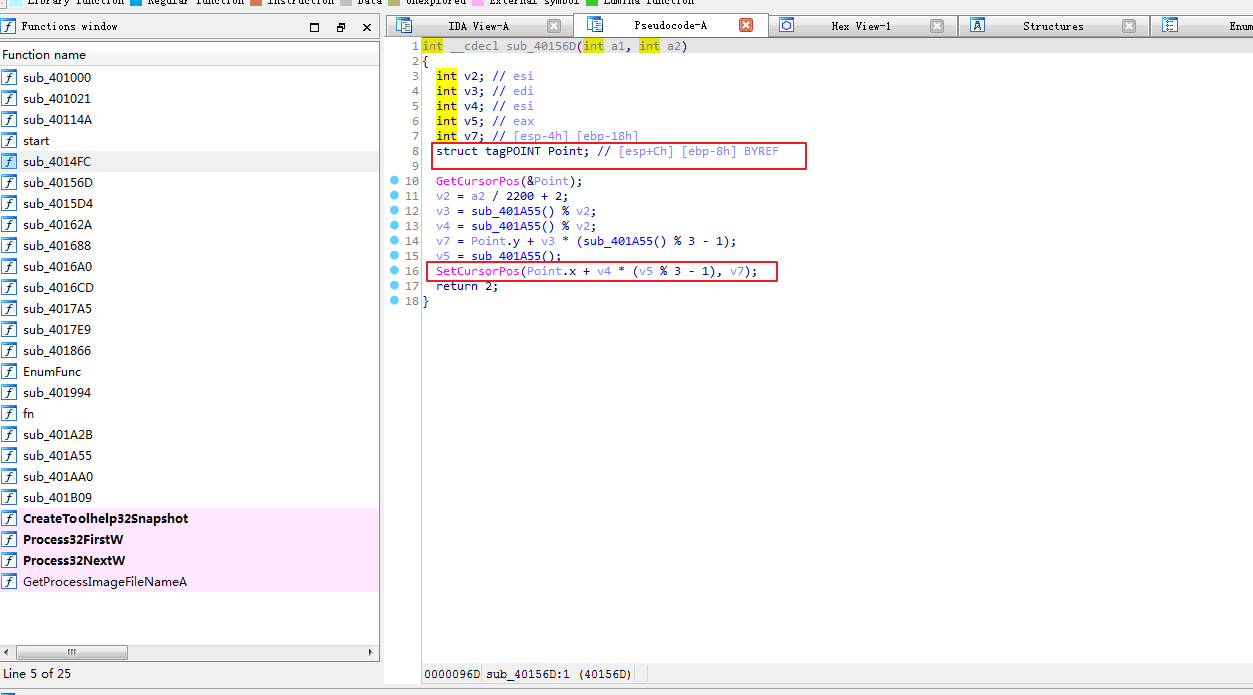 Library function Regular function Instruction Data Unexplored External symbol Lumina function
Functions window
Function name
f sub_401000
f sub_401021
f sub_40114A
f start
f sub_4014FC
f sub_40156D
f sub_4015D4
f sub_40162A
f sub_401688
f sub_4016A0
f sub_4016CD
f sub_4017A5
f sub_4017E9
f sub_401866
f EnumFunc
f sub_401994
f fn
f sub_401A2B
f sub_401A55
f sub_401AA0
f sub_401B09
f CreateToolhelp32Snapshot
f Process32FirstW
f Process32NextW
f GetProcessImageFileNameA
Line 5 of 25
IDA View-A Pseudocode-A Hex View-1 A Structures Enum
1 int __cdecl sub_40156D(int a1, int a2)
2 {
3 int v2; // esi
4 int v3; // edi
5 int v4; // esi
6 int v5; // eax
7 int v7; // [esp-4h] [ebp-18h]
8 struct tagPOINT Point; // [esp+Ch] [ebp-8h] BYREF
9
10 GetCursorPos(&Point);
11 v2 = a2 / 2200 + 2;
12 v3 = sub_401A55() % v2;
13 v4 = sub_401A55() % v2;
14 v7 = Point.y + v3 * (sub_401A55() % 3 - 1);
15 v5 = sub_401A55();
16 SetCursorPos(Point.x + v4 * (v5 % 3 - 1), v7);
17 return 2;
18 }
0000096D sub_40156D:1 (40156D)